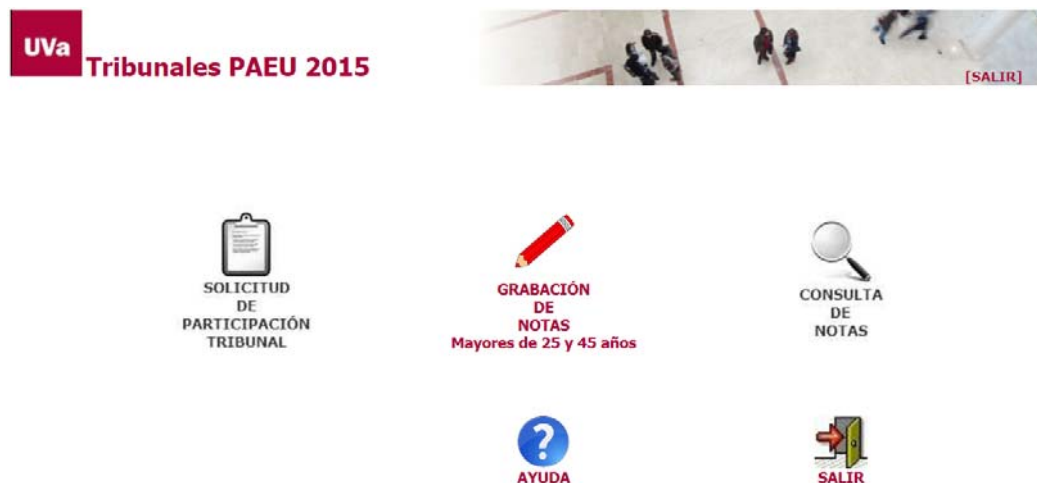 UVa
Tribunales PAEU 2015
[SALIR]
SOLICITUD
DE
PARTICIPACIÓN
TRIBUNAL
GRABACIÓN
DE
NOTAS
Mayores de 25 y 45 años
CONSULTA
DE
NOTAS
AYUDA
SALIR